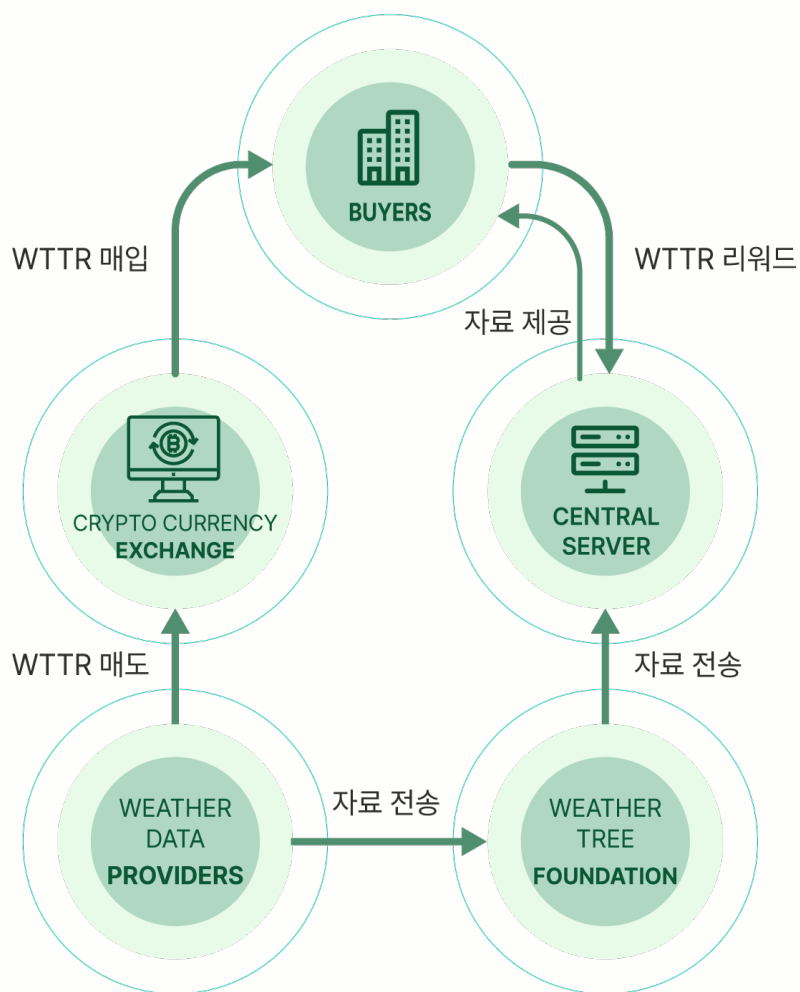 BUYERS
WTTR 매입
WTTR 리워드
자료 제공
CRYPTO CURRENCY
EXCHANGE
CENTRAL
SERVER
WTTR 매도
자료 전송
자료 전송
WEATHER
DATA
PROVIDERS
WEATHER
TREE
FOUNDATION